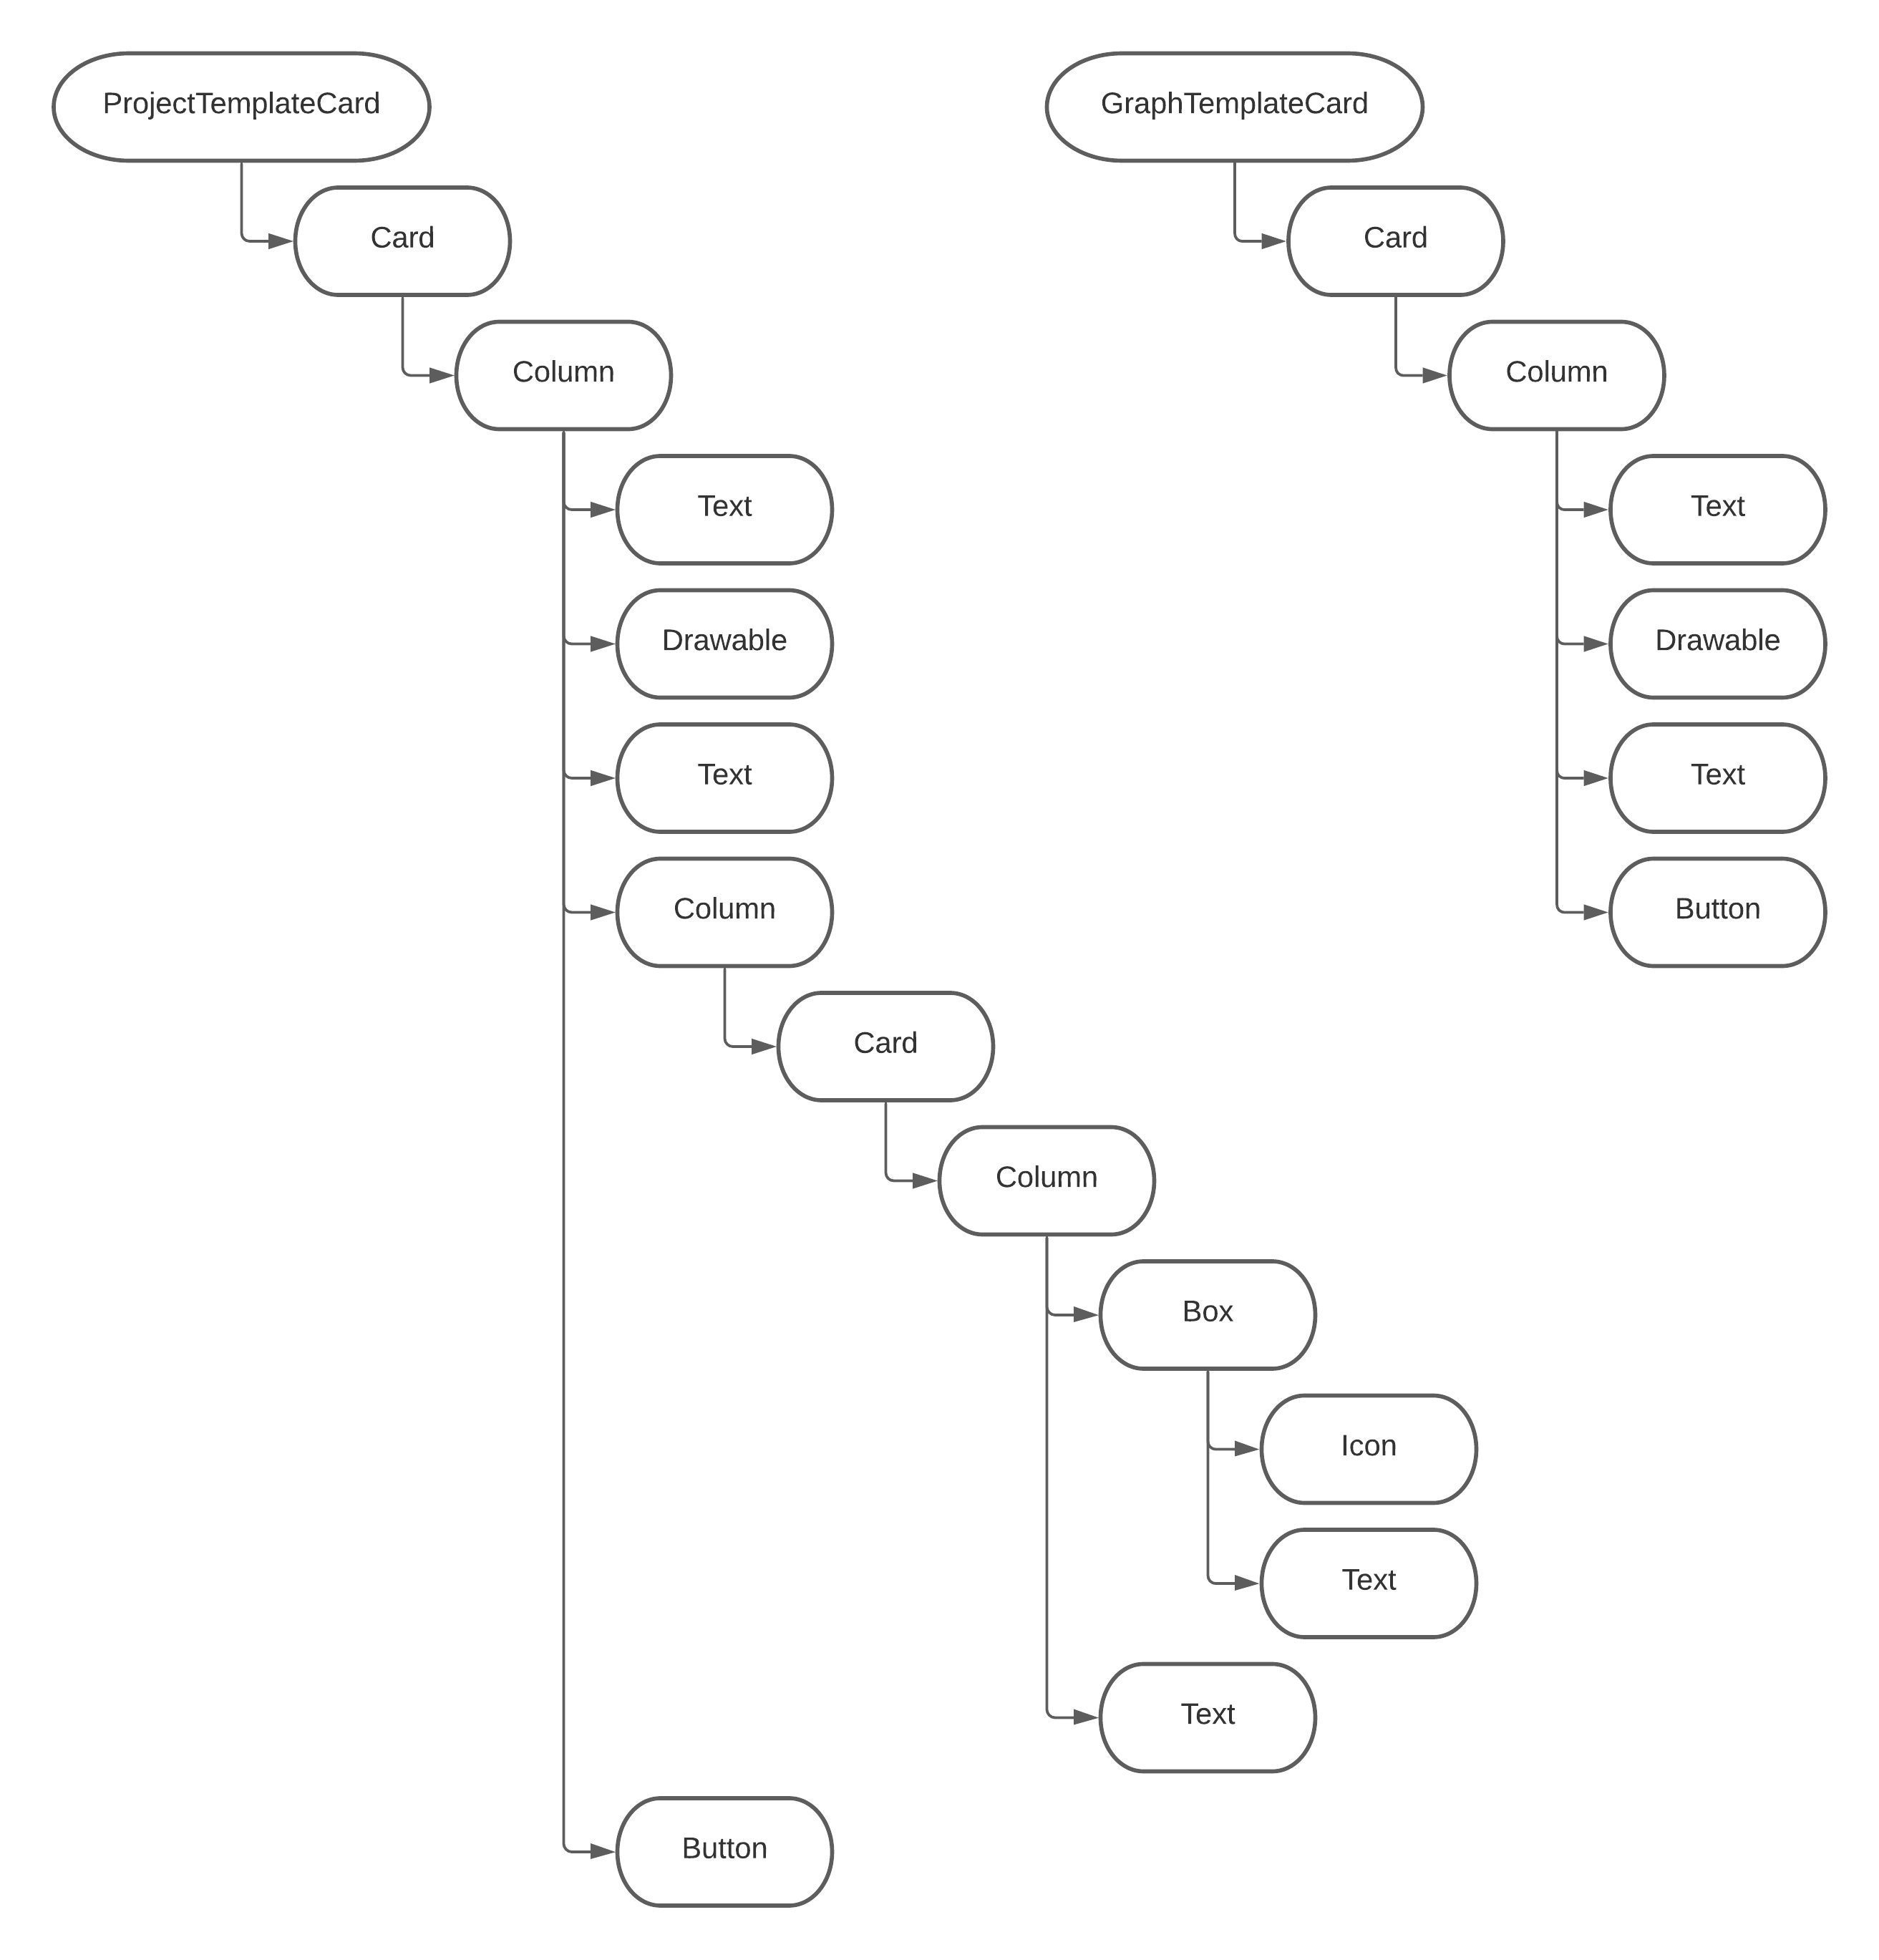 ProjectTemplateCard
Card
Column
Text
Drawable
Text
Column
Card
Column
Box
Icon
Text
Text
Button
GraphTemplateCard
Card
Column
Text
Drawable
Text
Button